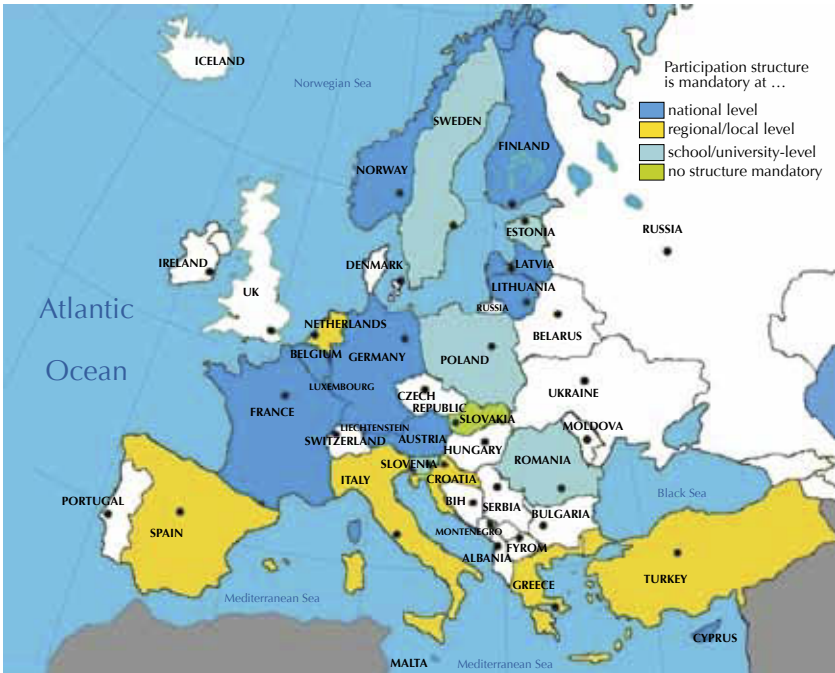 ICELAND
Norwegian Sea
Participation structure
is mandatory at …
national level
regional/local level
school/university-level
no structure mandatory
SWEDEN
FINLAND
NORWAY
ESTONIA
RUSSIA
IRELAND
DENMARK
LATVIA
LITHUANIA
UK
RUSSIA
Atlantic
Ocean
NETHERLANDS
BELARUS
BELGIUM
GERMANY
POLAND
LUXEMBOURG
UKRAINE
CZECH
REPUBLIC
FRANCE
SLOVAKIA
LIECHTENSTEIN
MOLDOVA
SWITZERLAND
AUSTRIA
HUNGARY
SLOVENIA
ROMANIA
ITALY
CROATIA
PORTUGAL
BIH
SERBIA
Black Sea
SPAIN
BULGARIA
MONTENEGRO
FYROM
ALBANIA
GREECE
TURKEY
Mediterranean Sea
CYPRUS
MALTA
Mediterranean Sea